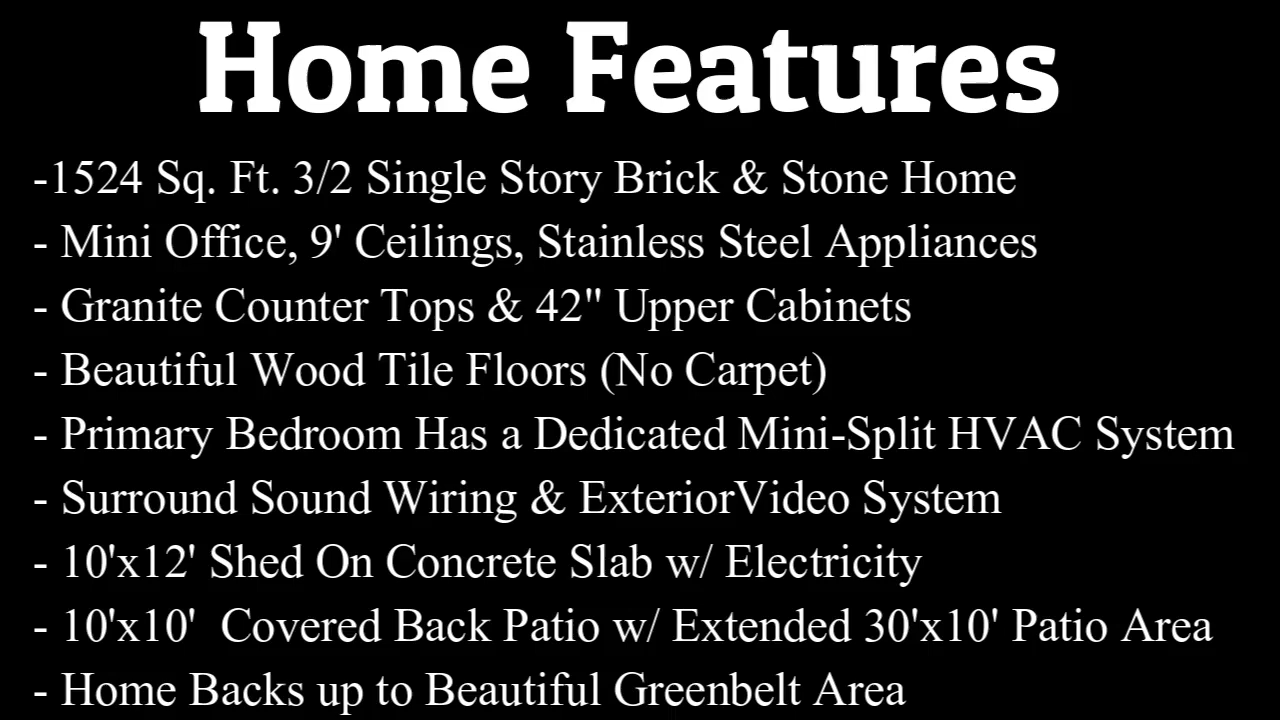 Home Features
-1524 Sq. Ft. 3/2 Single Story Brick & Stone Home
- Mini Office, 9' Ceilings, Stainless Steel Appliances
- Granite Counter Tops & 42" Upper Cabinets
- Beautiful Wood Tile Floors (No Carpet)
- Primary Bedroom Has a Dedicated Mini-Split HVAC System
- Surround Sound Wiring & ExteriorVideo System
- 10'x12' Shed On Concrete Slab w/ Electricity
- 10'x10'  Covered Back Patio w/ Extended 30'x10' Patio Area
- Home Backs up to Beautiful Greenbelt Area